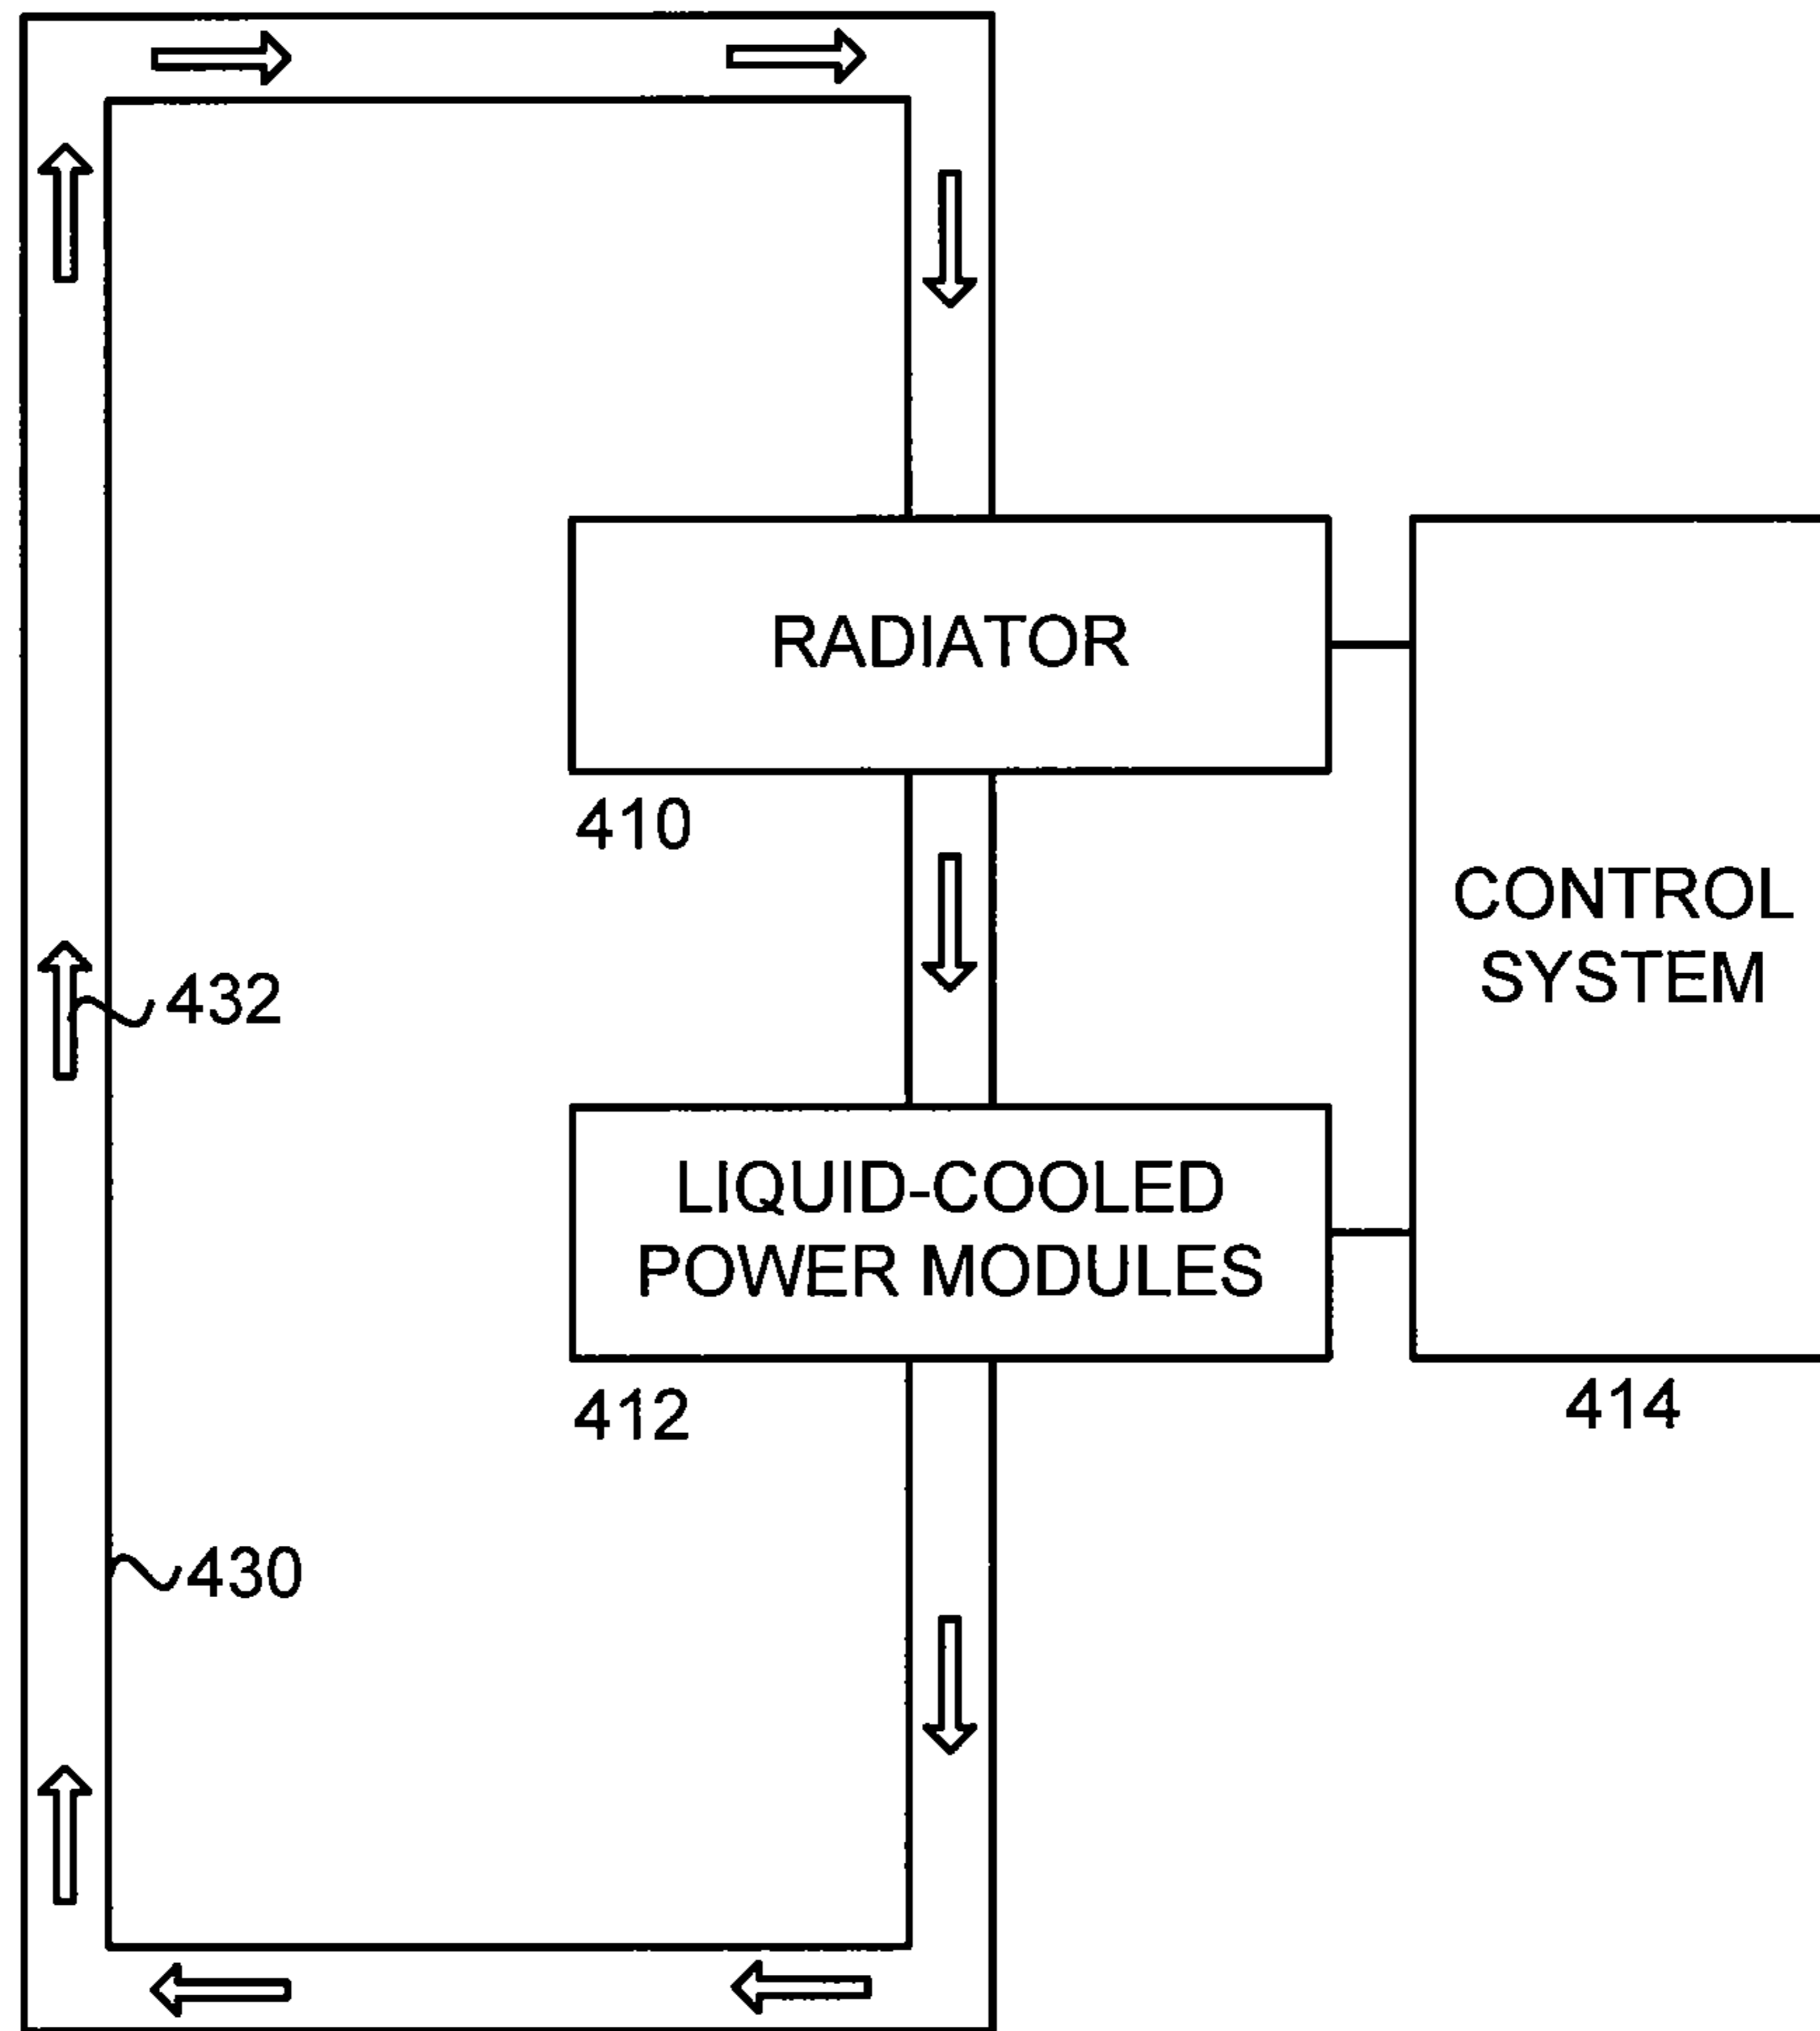 RADIATOR
410
CONTROL
SYSTEM
432
LIQUID-COOLED
POWER MODULES
412
414
430